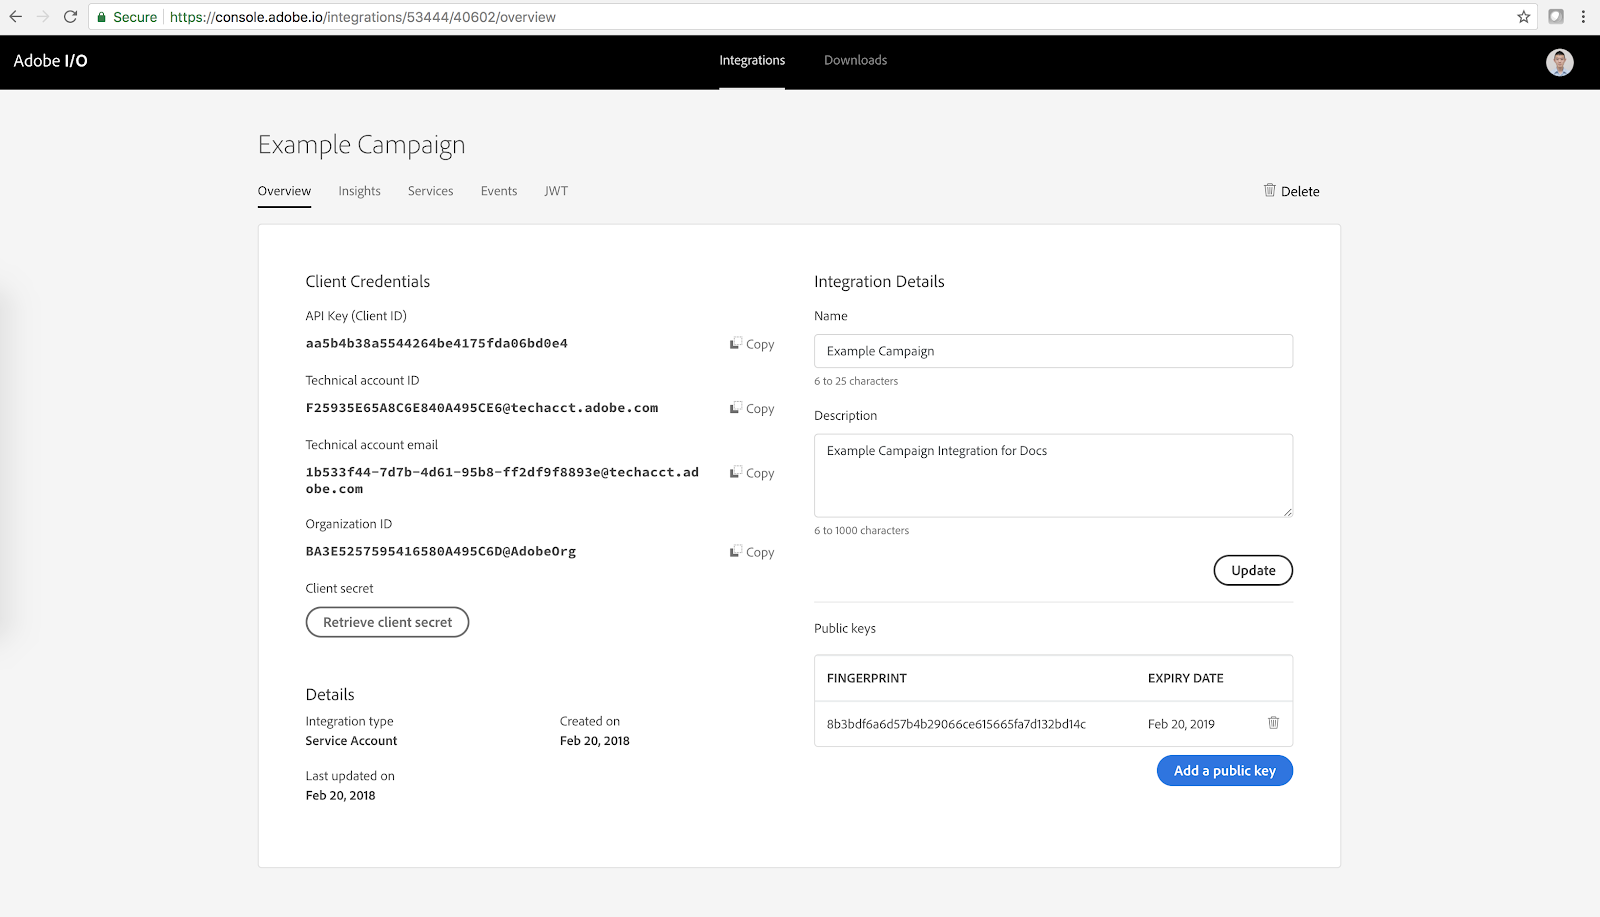 Secure https://console.adobe.io/integrations/53444/40602/overview
Adobe I/O
Integrations
Downloads
Example Campaign
Overview
Insights
Services
Events
JWT
Delete
Client Credentials
API Key (Client ID)
aa5b4b38a5544264be4175fda06bd0e4
Copy
Technical account ID
F25935E65A8C6E840A495CE6@techacct.adobe.com
Copy
Technical account email
1b533f44-7d7b-4d61-95b8-ff2df9f8893e@techacct.ad
obe.com
Copy
Organization ID
BA3E5257595416580A495C6D@AdobeOrg
Copy
Client secret
Retrieve client secret
Details
Integration type
Service Account
Created on
Feb 20, 2018
Last updated on
Feb 20, 2018
Integration Details
Name
Example Campaign
6 to 25 characters
Description
Example Campaign Integration for Docs
6 to 1000 characters
Update
Public keys
FINGERPRINT
EXPIRY DATE
8b3bdf6a6d57b4b29066ce615665fa7d132bd14c
Feb 20, 2019
Add a public key